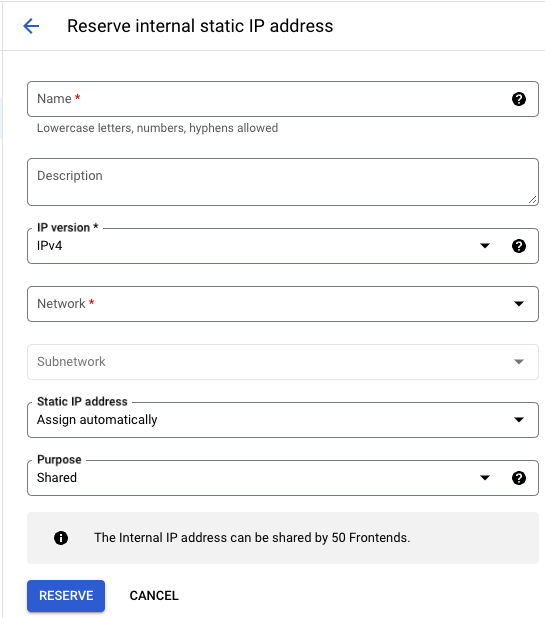 Reserve internal static IP address
Name *
Lowercase letters, numbers, hyphens allowed
Description
IP version *
IPv4
Network *
Subnetwork
Static IP address
Assign automatically
Purpose
Shared
The Internal IP address can be shared by 50 Frontends.
RESERVE CANCEL